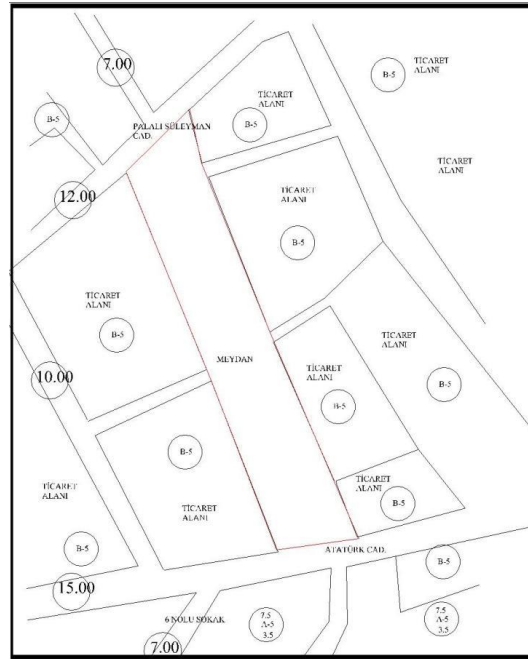 7.00
TİCARET
ALANI
B-5
TİCARET
ALANI
B-5
B-5
PALALI SÜLEYMAN
CAD.
TİCARET
ALANI
12.00
TİCARET
ALANI
B-5
TİCARET
ALANI
B-5
TİCARET
ALANI
MEYDAN
TİCARET
ALANI
10.00
B-5
B-5
B-5
TİCARET
ALANI
TİCARET
ALANI
B-5
TİCARET
ALANI
B-5
ATATÜRK CAD.
B-5
15.00
6 NOLU SOKAK
7.5
A-5
3.5
7.5
A-5
3.5
7.00